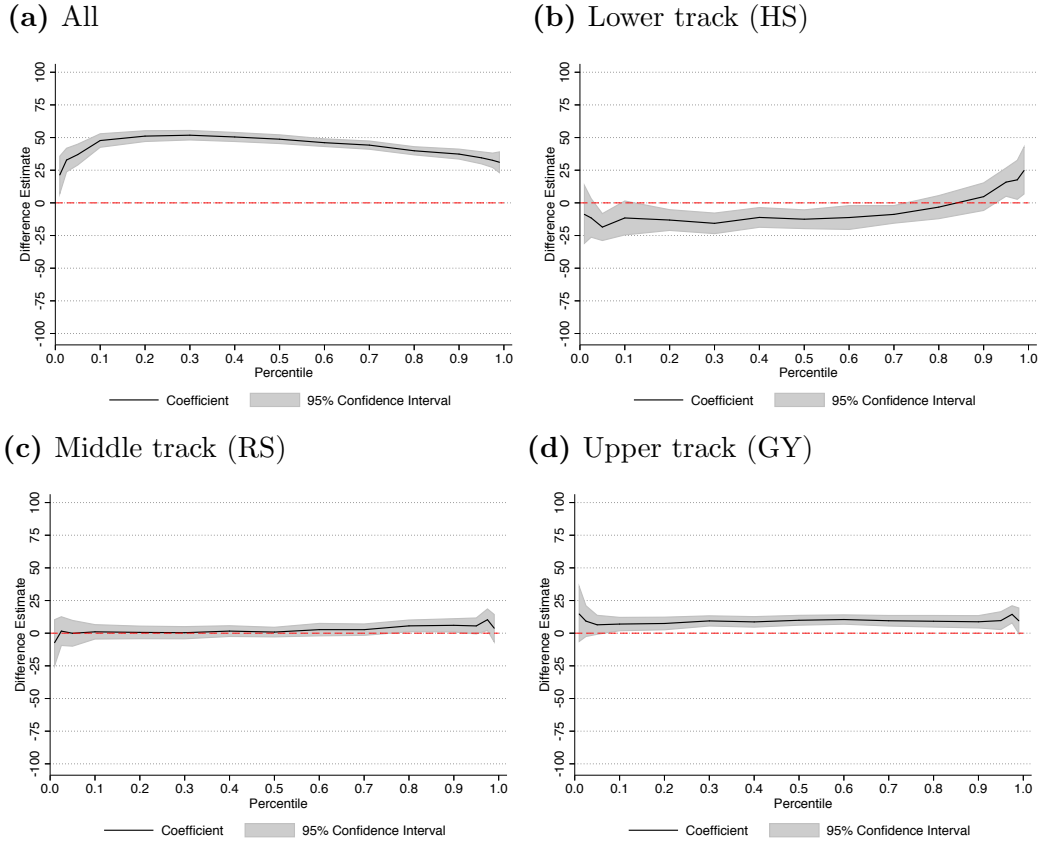 (a) All
100
75
50
25
0
-25
-50
-75
-100
Difference Estimate
0.0 0.1 0.2 0.3 0.4 0.5 0.6 0.7 0.8 0.9 1.0
Percentile
Coefficient 95% Confidence Interval
(b) Lower track (HS)
100
75
50
25
0
-25
-50
-75
-100
Difference Estimate
0.0 0.1 0.2 0.3 0.4 0.5 0.6 0.7 0.8 0.9 1.0
Percentile
Coefficient 95% Confidence Interval
(c) Middle track (RS)
100
75
50
25
0
-25
-50
-75
-100
Difference Estimate
0.0 0.1 0.2 0.3 0.4 0.5 0.6 0.7 0.8 0.9 1.0
Percentile
Coefficient 95% Confidence Interval
(d) Upper track (GY)
100
75
50
25
0
-25
-50
-75
-100
Difference Estimate
0.0 0.1 0.2 0.3 0.4 0.5 0.6 0.7 0.8 0.9 1.0
Percentile
Coefficient 95% Confidence Interval